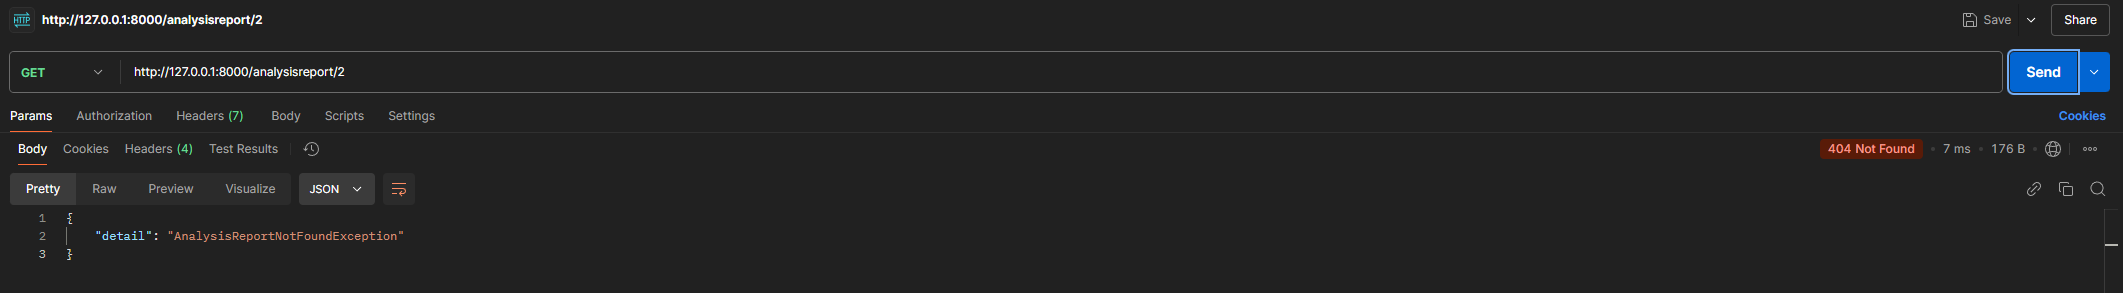 HTTP http://127.0.0.1:8000/analysisreport/2 Save Share
GET http://127.0.0.1:8000/analysisreport/2 Send
Params Authorization Headers (7) Body Scripts Settings Cookies
Body Cookies Headers (4) Test Results 404 Not Found • 7 ms • 176 B •
Pretty Raw Preview Visualize JSON
1 {
2 "detail": "AnalysisReportNotFoundException"
3 }